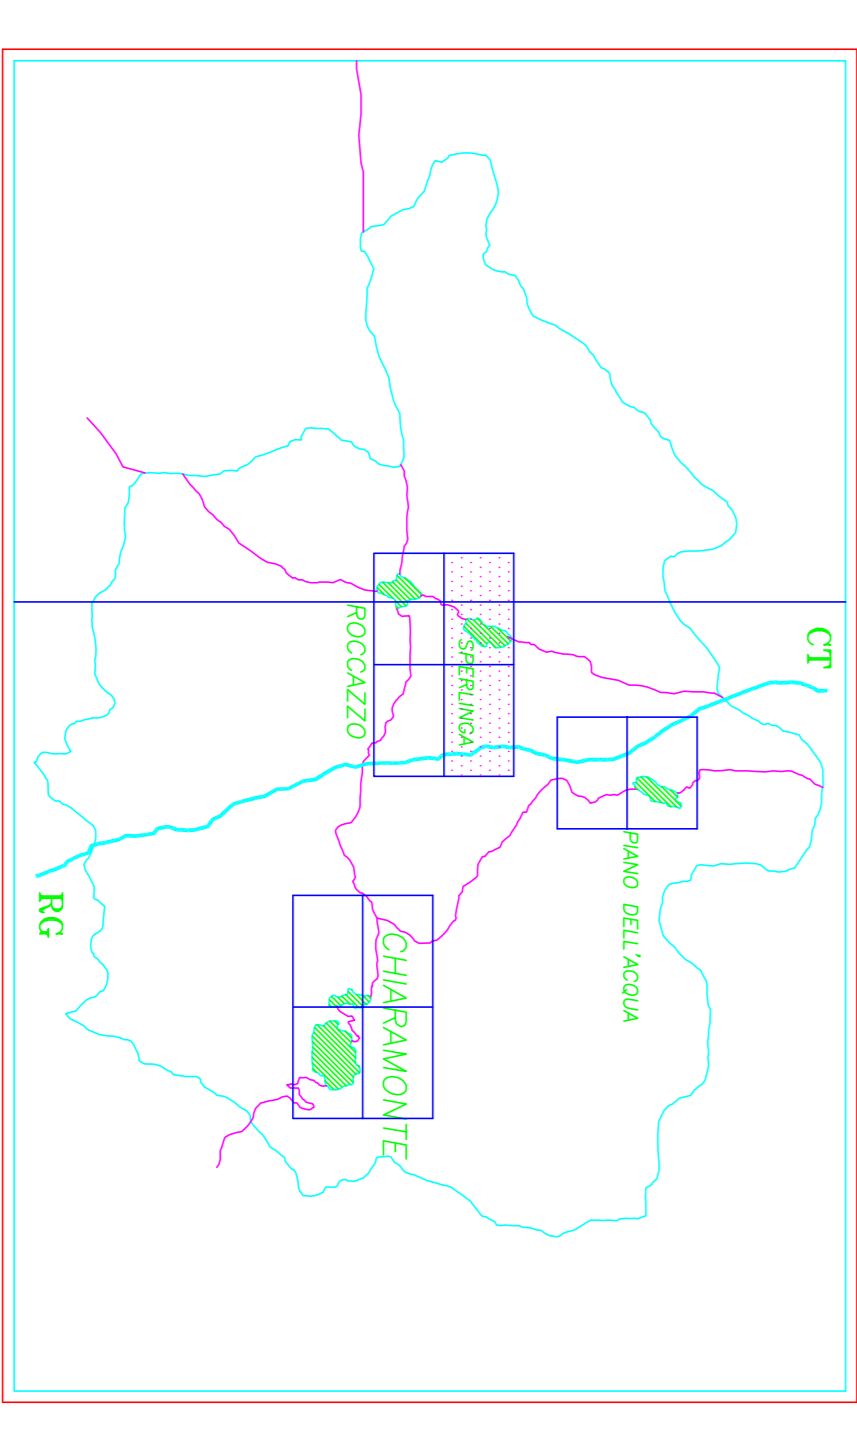 CT
PIANO DELL'ACQUA
SPERLINGA
CHIARAMONTE
ROCCAZZO
RG